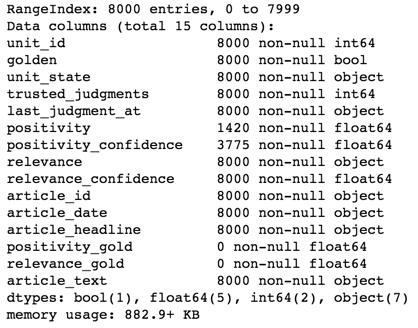 RangeIndex: 8000 entries, 0 to 7999
Data columns (total 15 columns):
unit_id                 8000 non-null int64
golden                  8000 non-null bool
unit_state              8000 non-null object
trusted_judgments       8000 non-null int64
last_judgment_at        8000 non-null object
positivity              1420 non-null float64
positivity_confidence   3775 non-null float64
relevance               8000 non-null object
relevance_confidence    8000 non-null float64
article_id              8000 non-null object
article_date            8000 non-null object
article_headline        8000 non-null object
positivity_gold         0 non-null float64
relevance_gold          0 non-null float64
article_text            8000 non-null object
dtypes: bool(1), float64(5), int64(2), object(7)
memory usage: 882.9+ KB